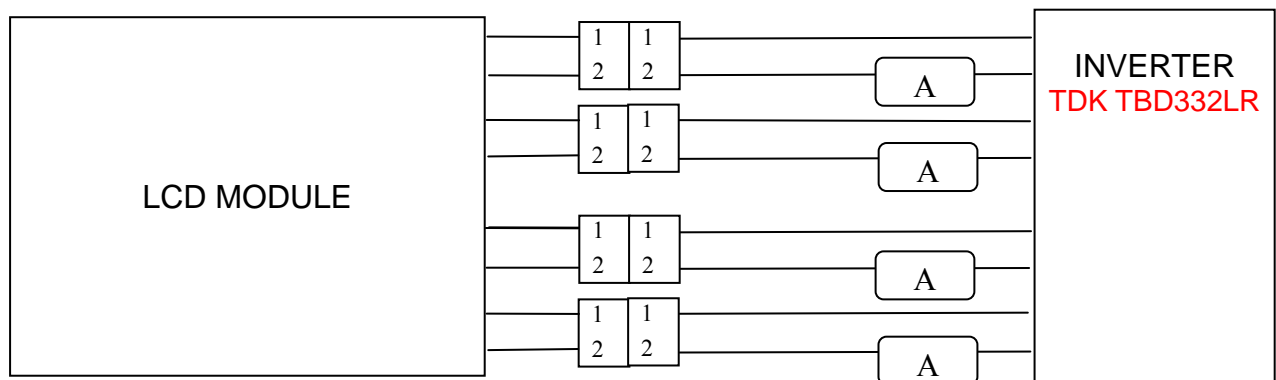 1 1
2 2
A
1 1
2 2
A
LCD MODULE
INVERTER
TDK TBD332LR
1 1
2 2
A
1 1
2 2
A